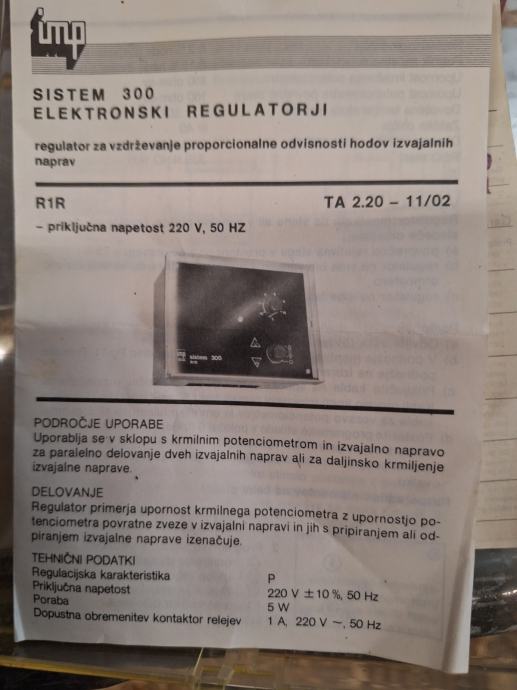 imp
SISTEM 300
ELEKTRONSKI REGULATORJI
regulator za vzdrževanje proporcionalne odvisnosti hodov izvajalnih
naprav
R1R TA 2.20 – 11/02
– priključna napetost 220 V, 50 HZ
imp sistem 300
PODROČJE UPORABE
Uporablja se v sklopu s krmilnim potenciometrom in izvajalno napravo
za paralelno delovanje dveh izvajalnih naprav ali za daljinsko krmiljenje
izvajalne naprave.
DELOVANJE
Regulator primerja upornost krmilnega potenciometra z upornostjo po-
tenciometra povratne zveze v izvajalni napravi in jih s pripiranjem ali od-
piranjem izvajalne naprave izenačuje.
TEHNIČNI PODATKI
Regulacijska karakteristika P
Priključna napetost 220 V ± 10 %, 50 Hz
Poraba 5 W
Dopustna obremenitev kontaktor relejev 1 A, 220 V ~, 50 Hz